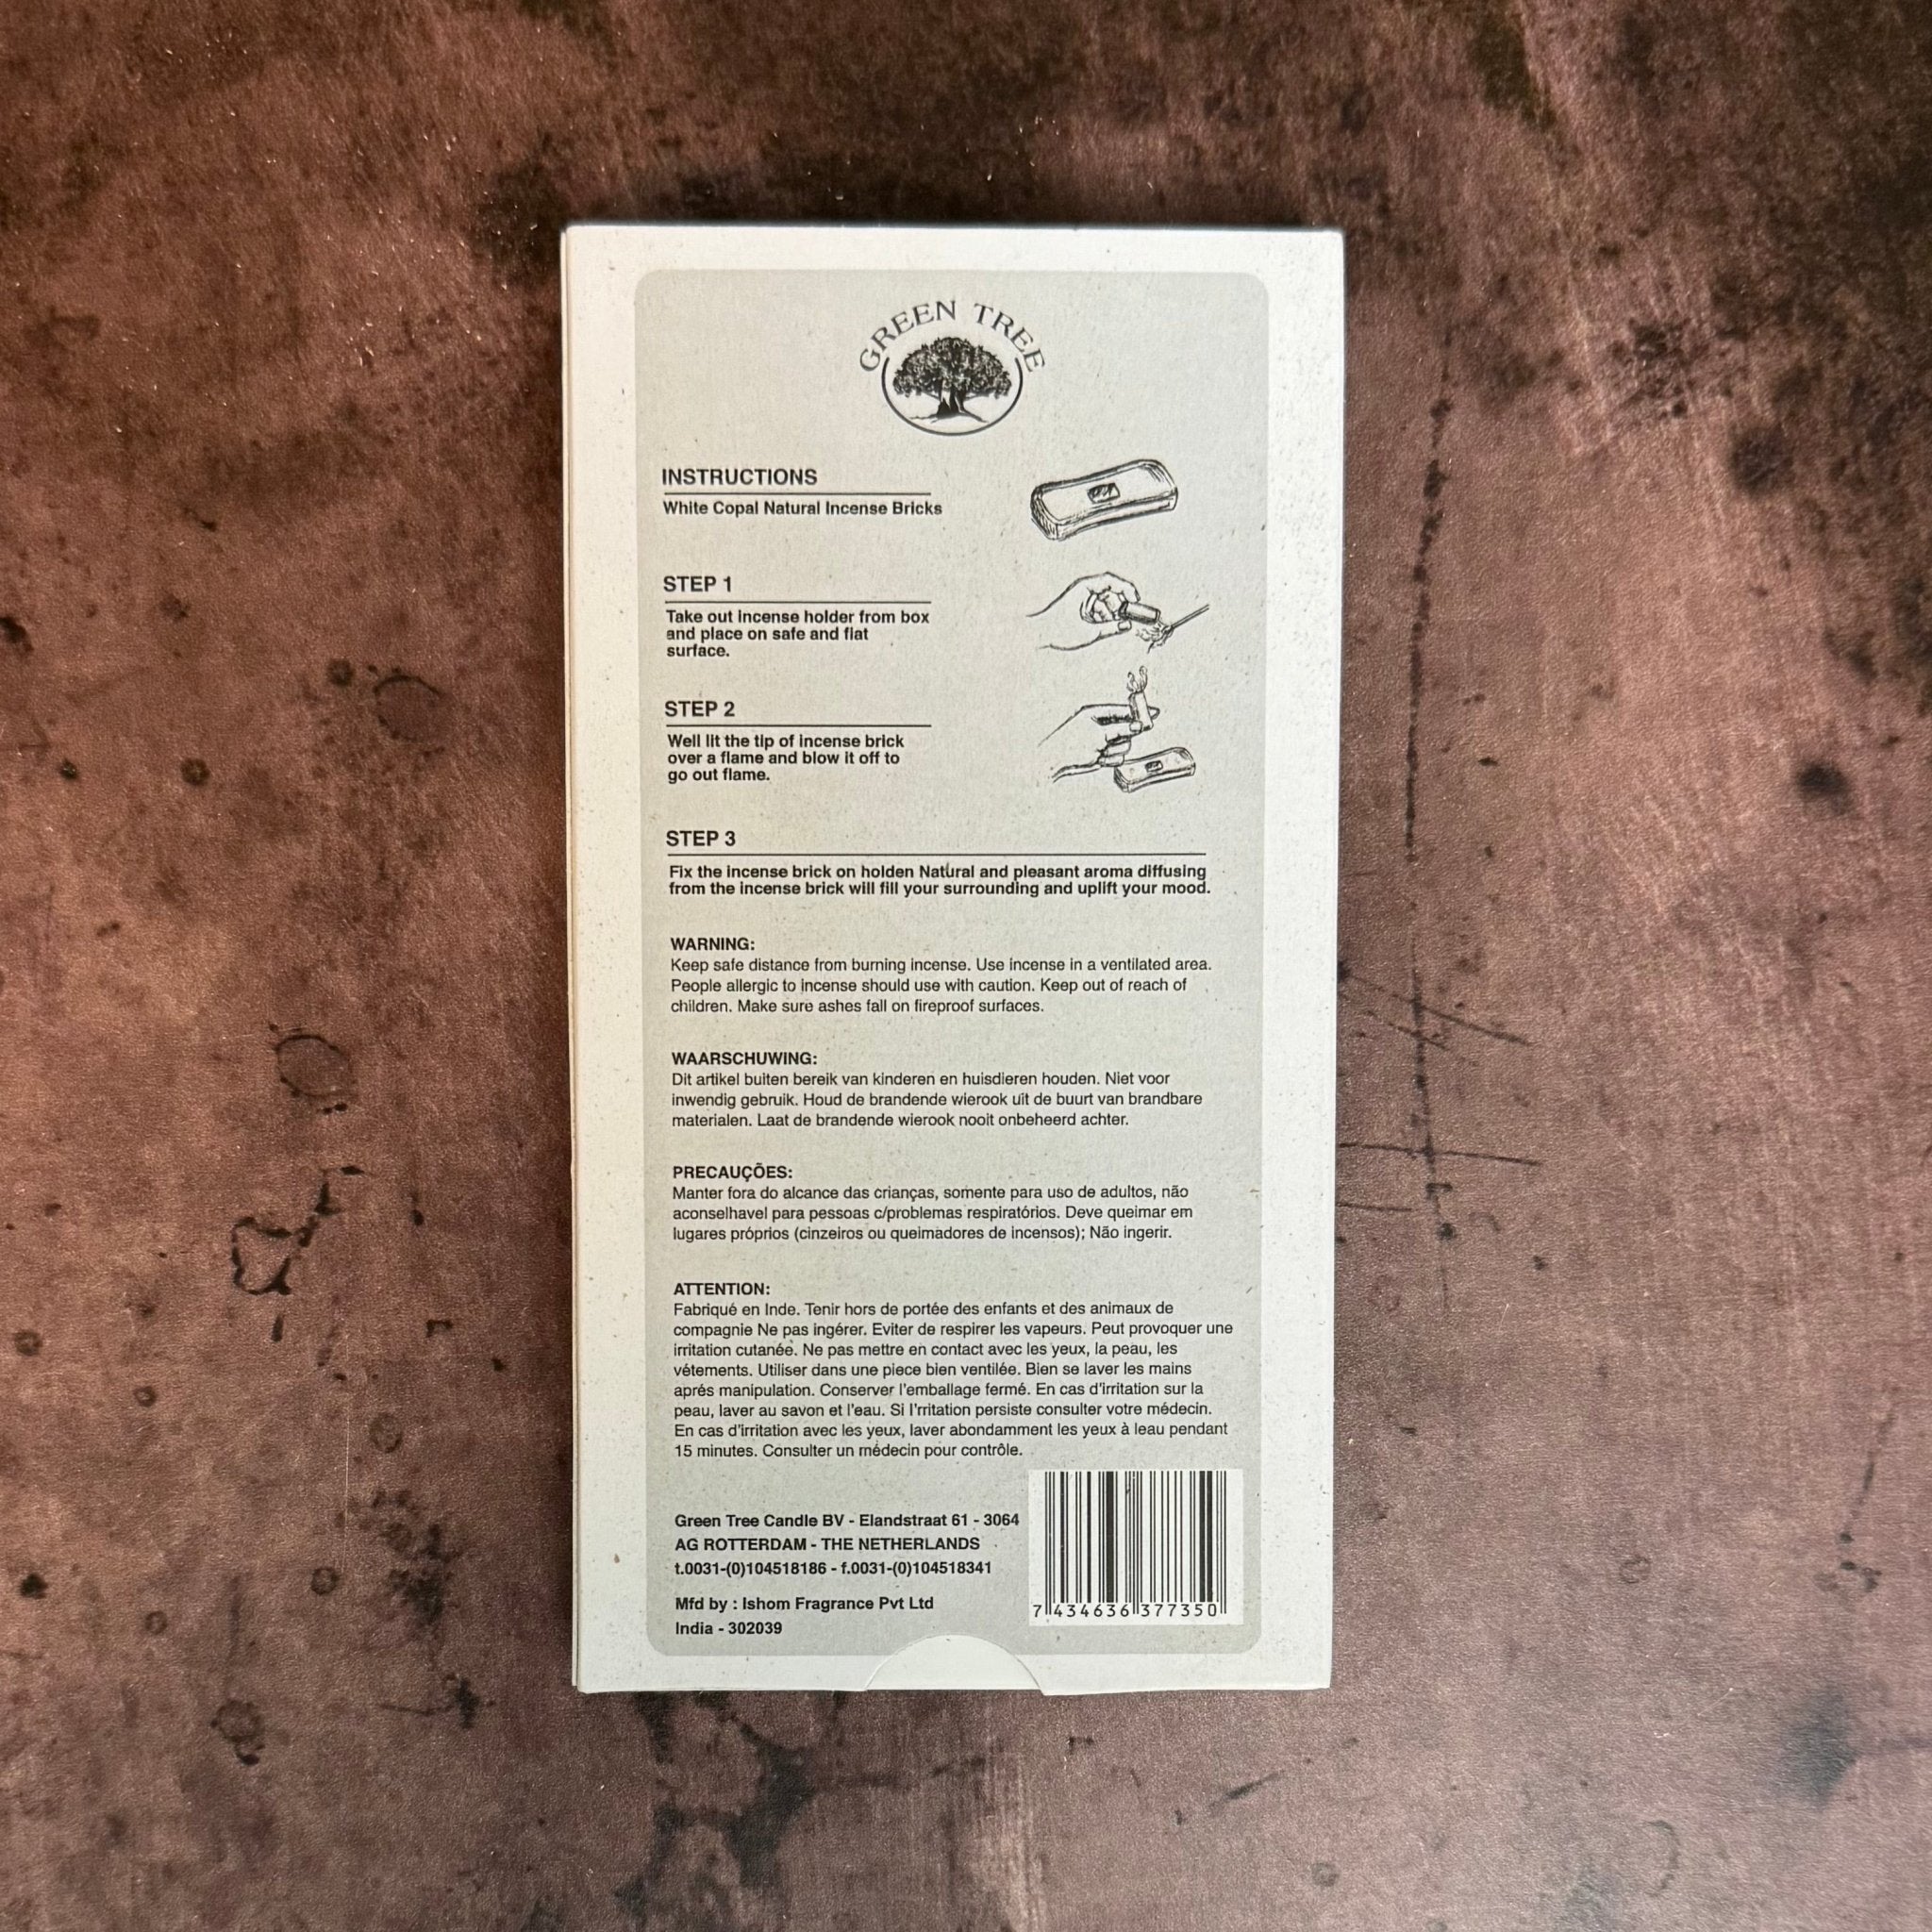 GREEN TREE
INSTRUCTIONS
White Copal Natural Incense Bricks
STEP 1
Take out incense holder from box
and place on safe and flat
surface.
STEP 2
Well lit the tip of incense brick
over a flame and blow it off to
go out flame.
STEP 3
Fix the incense brick on holden Natural and pleasant aroma diffusing
from the incense brick will fill your surrounding and uplift your mood.
WARNING:
Keep safe distance from burning incense. Use incense in a ventilated area.
People allergic to incense should use with caution. Keep out of reach of
children. Make sure ashes fall on fireproof surfaces.
WAARSCHUWING:
Dit artikel buiten bereik van kinderen en huisdieren houden. Niet voor
inwendig gebruik. Houd de brandende wierook uit de buurt van brandbare
materialen. Laat de brandende wierook nooit onbeheerd achter.
PRECAUÇÕES:
Manter fora do alcance das crianças, somente para uso de adultos, não
aconselhavel para pessoas c/problemas respiratórios. Deve queimar em
lugares próprios (cinzeiros ou queimadores de incensos); Não ingerir.
ATTENTION:
Fabriqué en Inde. Tenir hors de portée des enfants et des animaux de
compagnie Ne pas ingérer. Eviter de respirer les vapeurs. Peut provoquer une
irritation cutanée. Ne pas mettre en contact avec les yeux, la peau, les
vétements. Utiliser dans une piece bien ventilée. Bien se laver les mains
aprés manipulation. Conserver l'emballage fermé. En cas d'irritation sur la
peau, laver au savon et l'eau. Si l'rritation persiste consulter votre médecin.
En cas d'irritation avec les yeux, laver abondamment les yeux à leau pendant
15 minutes. Consulter un médecin pour contrôle.
Green Tree Candle BV - Elandstraat 61 - 3064
AG ROTTERDAM - THE NETHERLANDS
t.0031-(0)104518186 - f.0031-(0)104518341
Mfd by : Ishom Fragrance Pvt Ltd
India - 302039
7 434636 377350